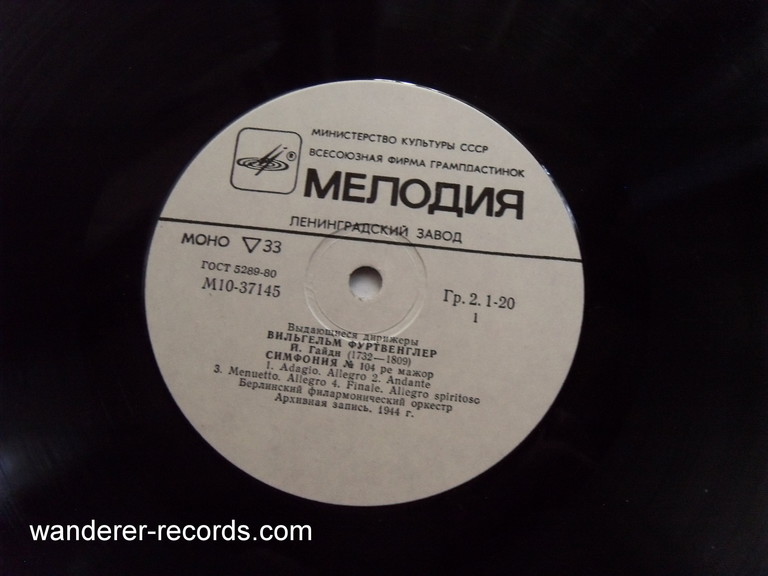 МИНИСТЕРСТВО КУЛЬТУРЫ СССР
ВСЕСОЮЗНАЯ ФИРМА ГРАМПЛАСТИНОК
®
МЕЛОДИЯ
ЛЕНИНГРАДСКИЙ ЗАВОД
МОНО ▽ 33
ГОСТ 5289-80
М10-37145
Гр. 2. 1-20
1
Выдающиеся дирижеры
ВИЛЬГЕЛЬМ ФУРТВЕНГЛЕР
Й. Гайдн (1732—1809)
СИМФОНИЯ № 104 ре мажор
1. Adagio. Allegro 2. Andante
3. Menuetto. Allegro 4. Finale. Allegro spiritoso
Берлинский филармонический оркестр
Архивная запись. 1944 г.
wanderer-records.com